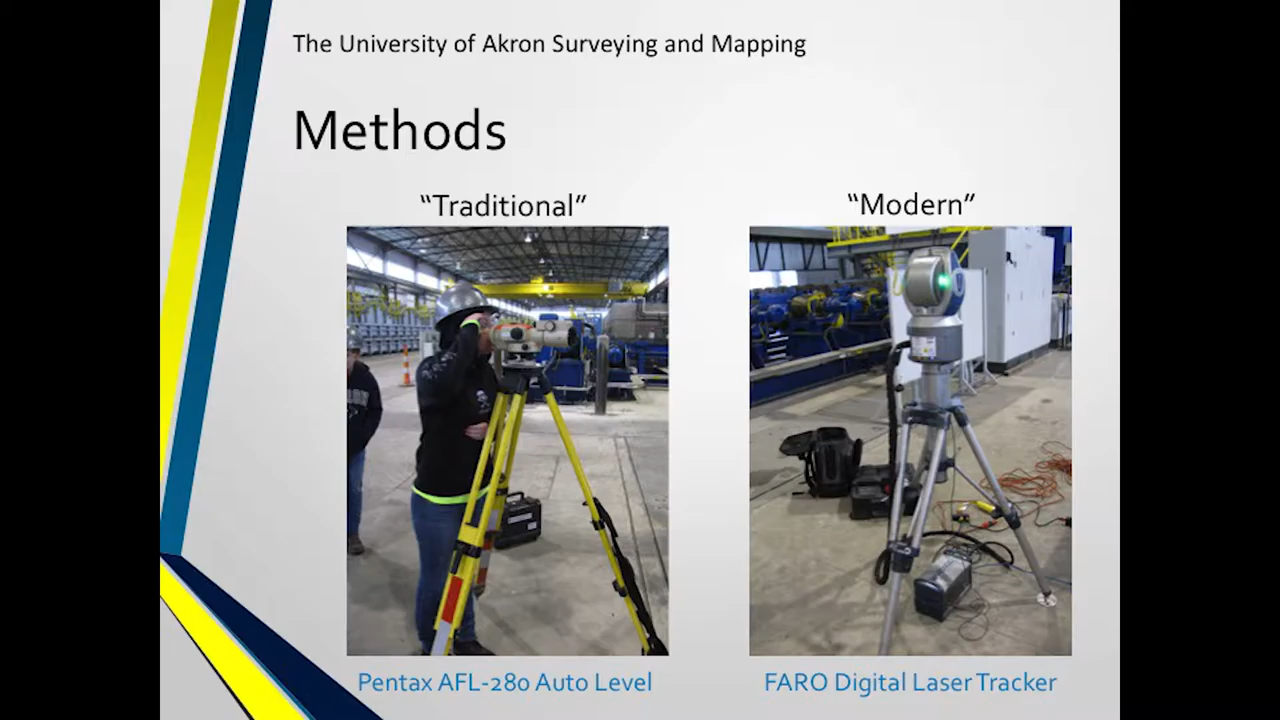 The University of Akron Surveying and Mapping
Methods
“Traditional”
“Modern”
Pentax AFL-280 Auto Level
FARO Digital Laser Tracker